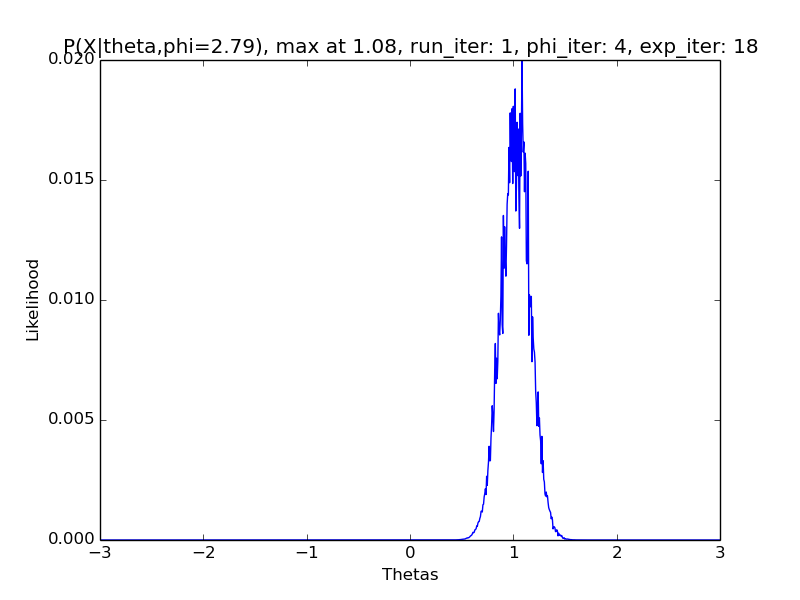 P(X|theta,phi=2.79), max at 1.08, run_iter: 1, phi_iter: 4, exp_iter: 18
0.020
0.015
0.010
0.005
0.000
Likelihood
−3 −2 −1 0 1 2 3
Thetas